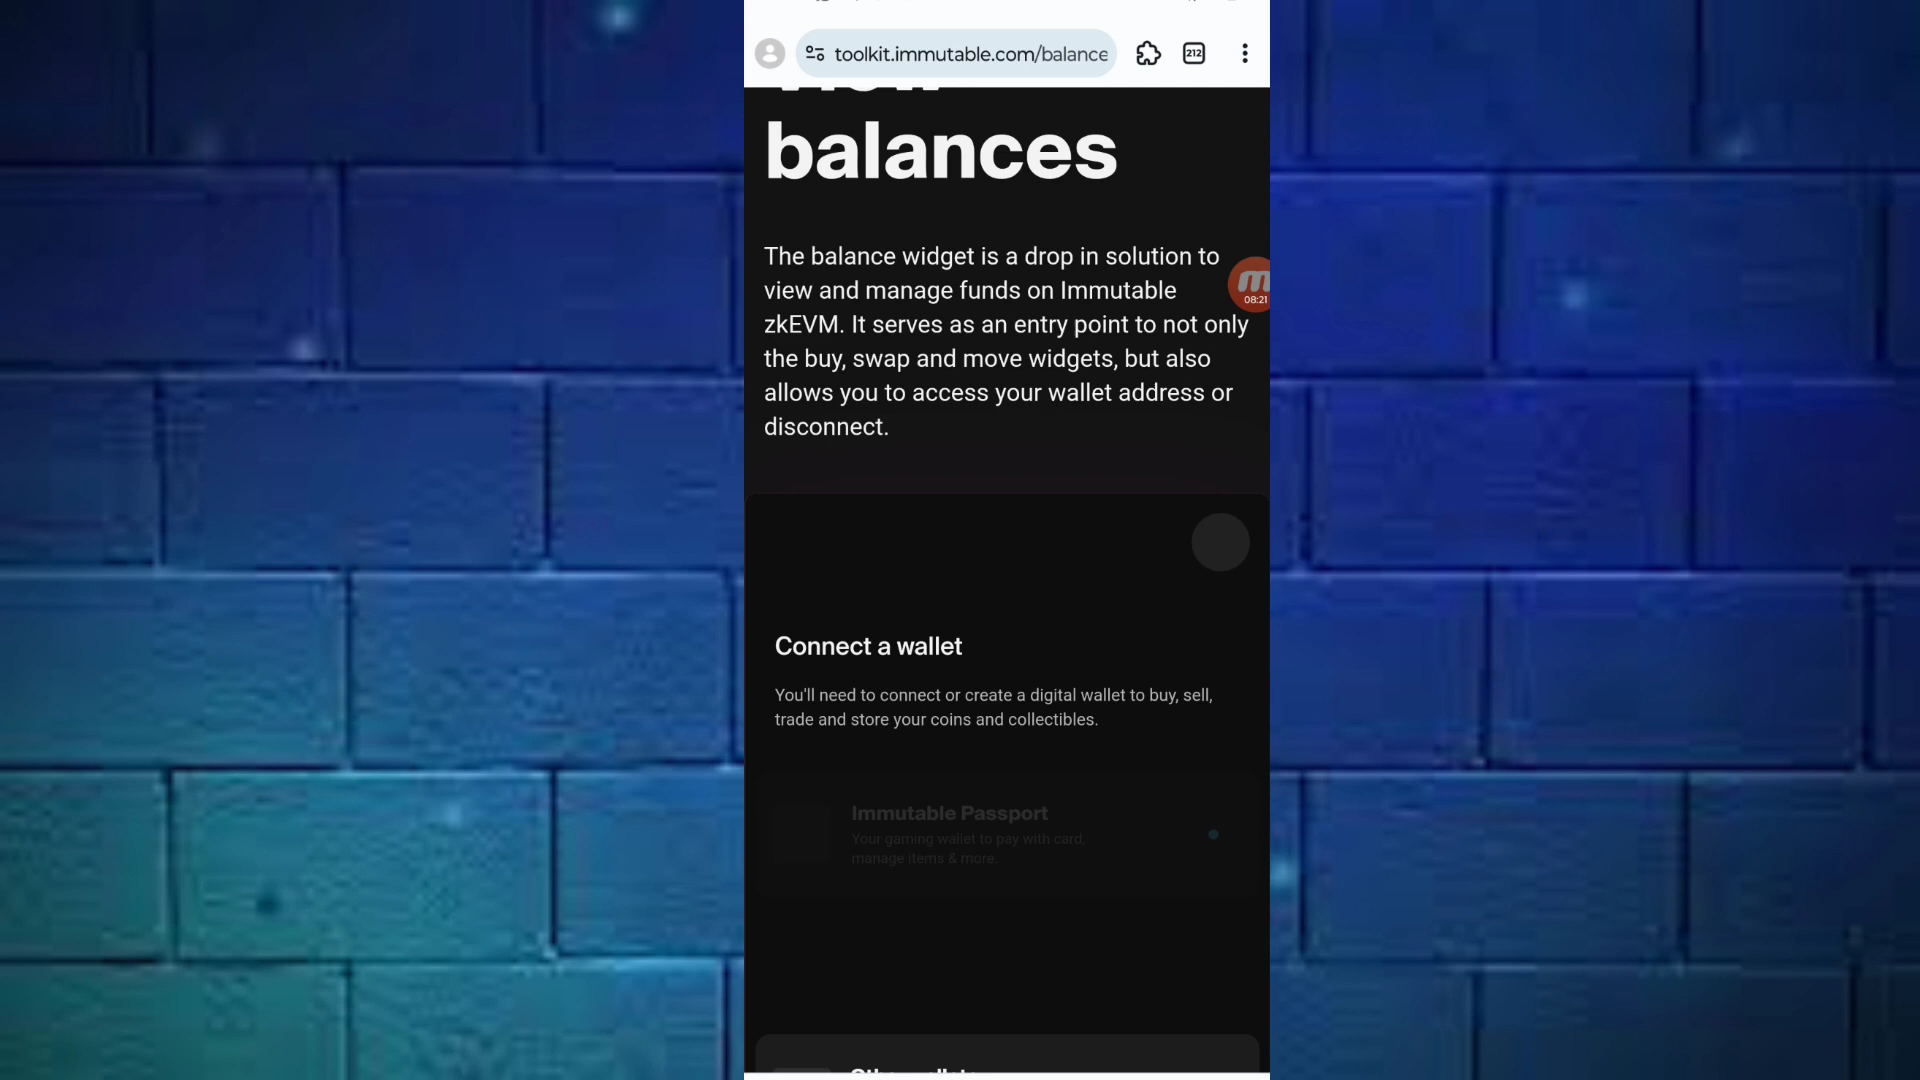 toolkit.immutable.com/balance
212
balances
The balance widget is a drop in solution to
view and manage funds on Immutable
zkEVM. It serves as an entry point to not only
the buy, swap and move widgets, but also
allows you to access your wallet address or
disconnect.
08:21
Connect a wallet
You'll need to connect or create a digital wallet to buy, sell,
trade and store your coins and collectibles.
Immutable Passport
Your gaming wallet to pay with card,
manage items & more.